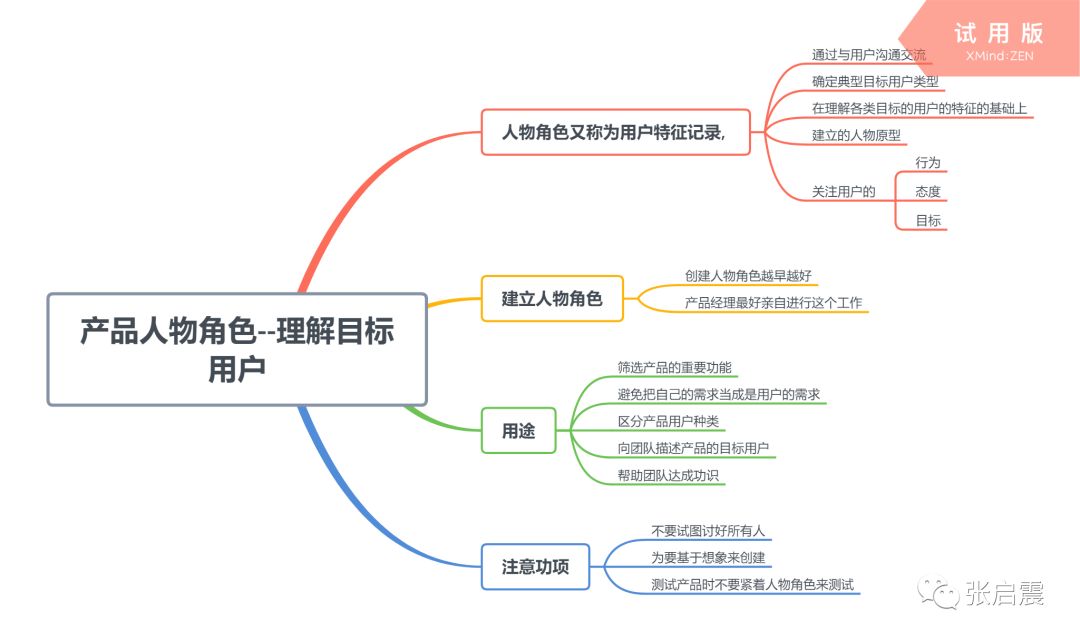 试用版
XMind:ZEN
产品人物角色--理解目标
用户
人物角色又称为用户特征记录,
通过与用户沟通交流
确定典型目标用户类型
在理解各类目标的用户的特征的基础上
建立的人物原型
关注用户的
行为
态度
目标
建立人物角色
创建人物角色越早越好
产品经理最好亲自进行这个工作
用途
筛选产品的重要功能
避免把自己的需求当成是用户的需求
区分产品用户种类
向团队描述产品的目标用户
帮助团队达成功识
注意功项
不要试图讨好所有人
为要基于想象来创建
测试产品时不要紧着人物角色来测试
张启震